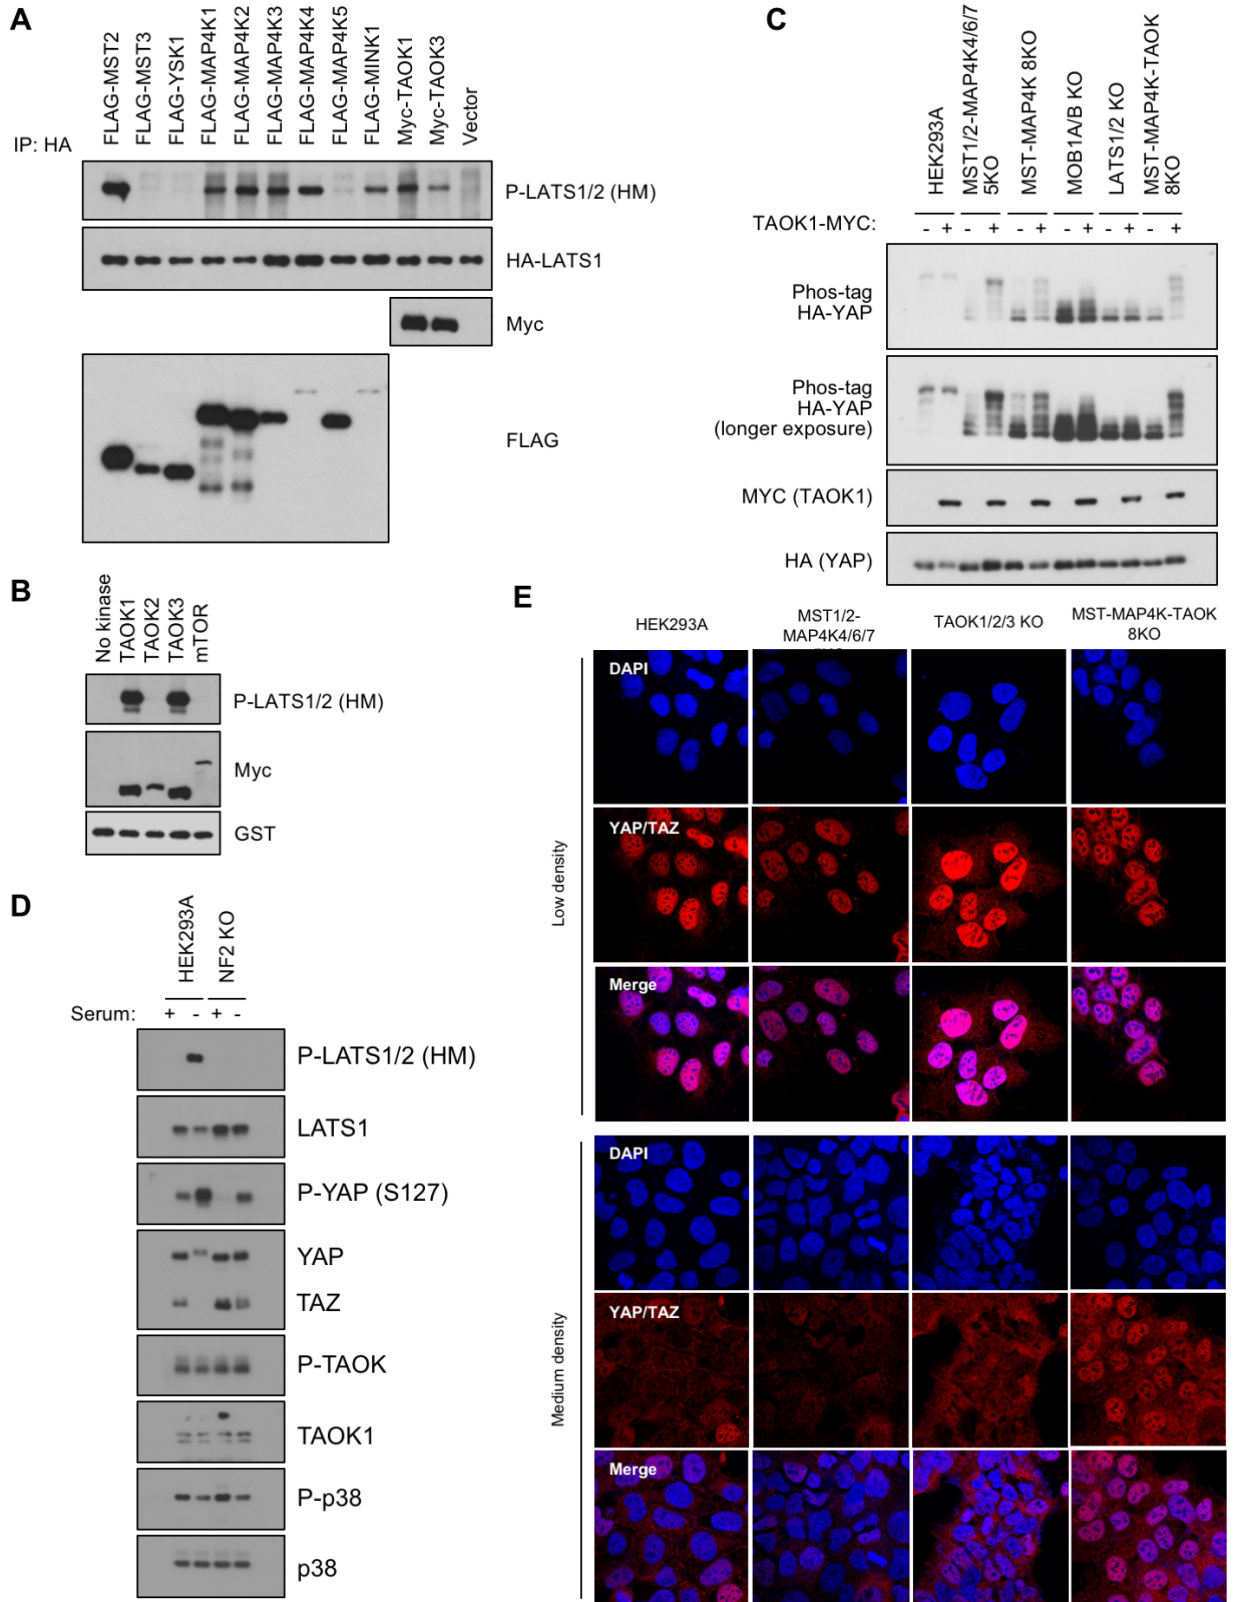 A
FLAG-MST2
FLAG-MST3
FLAG-YSK1
FLAG-MAP4K1
FLAG-MAP4K2
FLAG-MAP4K3
FLAG-MAP4K4
FLAG-MAP4K5
FLAG-MINK1
Myc-TAOK1
Myc-TAOK3
Vector
IP: HA
P-LATS1/2 (HM)
HA-LATS1
Myc
FLAG
C
HEK293A
MST1/2-MAP4K4/6/7
5KO
MST-MAP4K 8KO
MOB1A/B KO
LATS1/2 KO
MST-MAP4K-TAOK
8KO
TAOK1-MYC: - + - + - + - + - + - +
Phos-tag
HA-YAP
Phos-tag
HA-YAP
(longer exposure)
MYC (TAOK1)
HA (YAP)
B
No kinase
TAOK1
TAOK2
TAOK3
mTOR
P-LATS1/2 (HM)
Myc
GST
D
HEK293A
NF2 KO
Serum: + - + -
P-LATS1/2 (HM)
LATS1
P-YAP (S127)
YAP
TAZ
P-TAOK
TAOK1
P-p38
p38
E
HEK293A
MST1/2-
MAP4K4/6/7
TAOK1/2/3 KO
MST-MAP4K-TAOK
8KO
Low density
DAPI
YAP/TAZ
Merge
Medium density
DAPI
YAP/TAZ
Merge